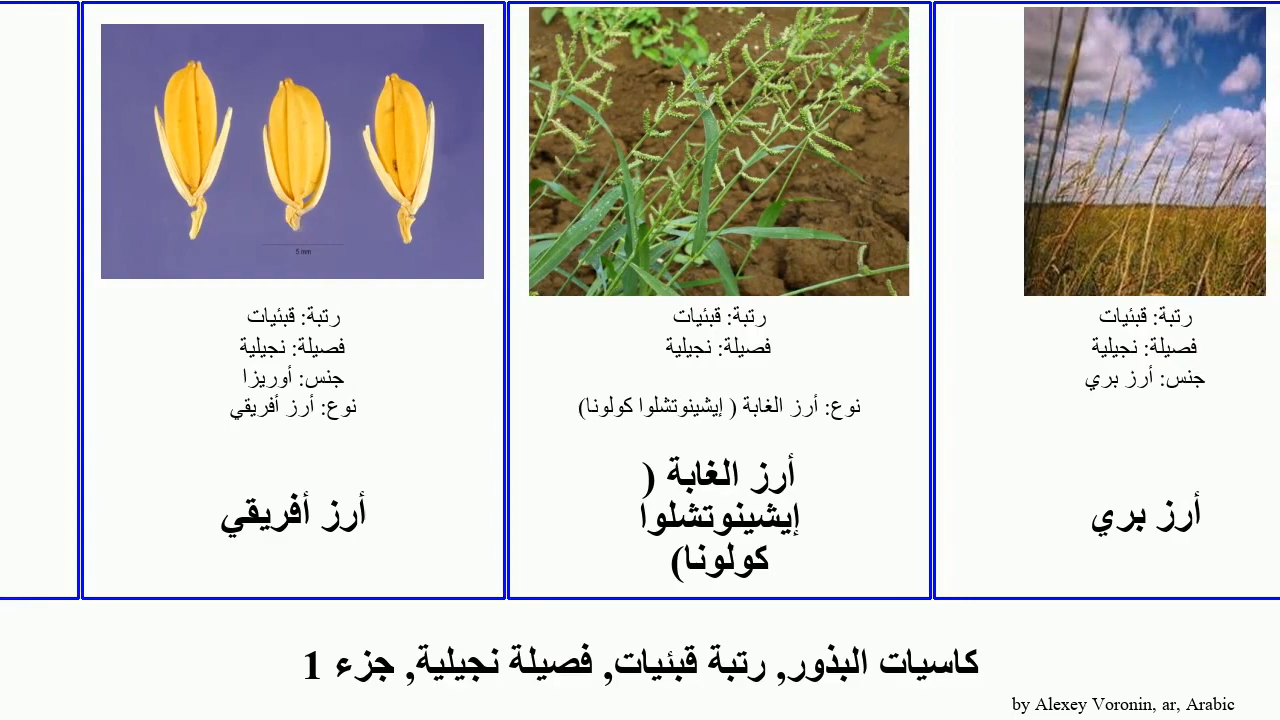 5 mm
رتبة: قبئيات
فصيلة: نجيلية
جنس: أوريزا
نوع: أرز أفريقي
أرز أفريقي
رتبة: قبئيات
فصيلة: نجيلية
نوع: أرز الغابة ( إيشينوتشلوا كولونا)
أرز الغابة (
إيشينوتشلوا
كولونا)
رتبة: قبئيات
فصيلة: نجيلية
جنس: أرز بري
أرز بري
كاسيات البذور, رتبة قبئيات, فصيلة نجيلية, جزء 1
by Alexey Voronin, ar, Arabic